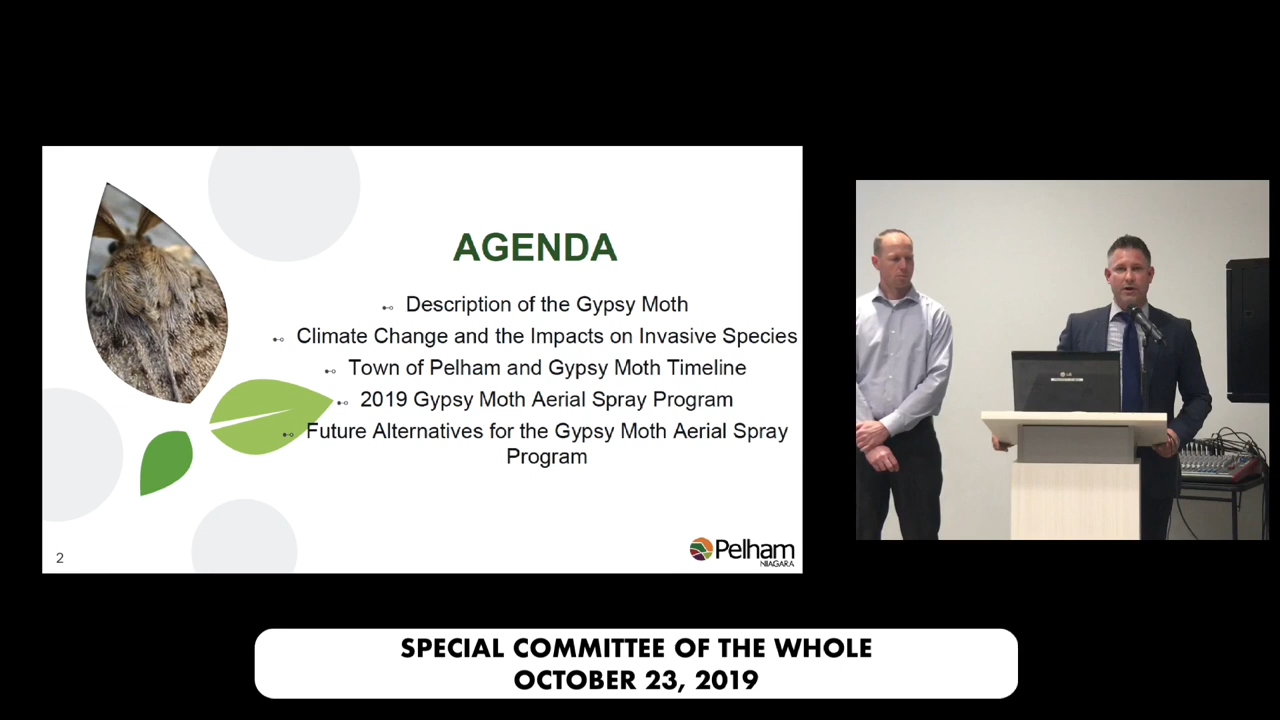 AGENDA
Description of the Gypsy Moth
Climate Change and the Impacts on Invasive Species
Town of Pelham and Gypsy Moth Timeline
2019 Gypsy Moth Aerial Spray Program
Future Alternatives for the Gypsy Moth Aerial Spray
Program
2
Pelham
NIAGARA
LG
SPECIAL COMMITTEE OF THE WHOLE
OCTOBER 23, 2019